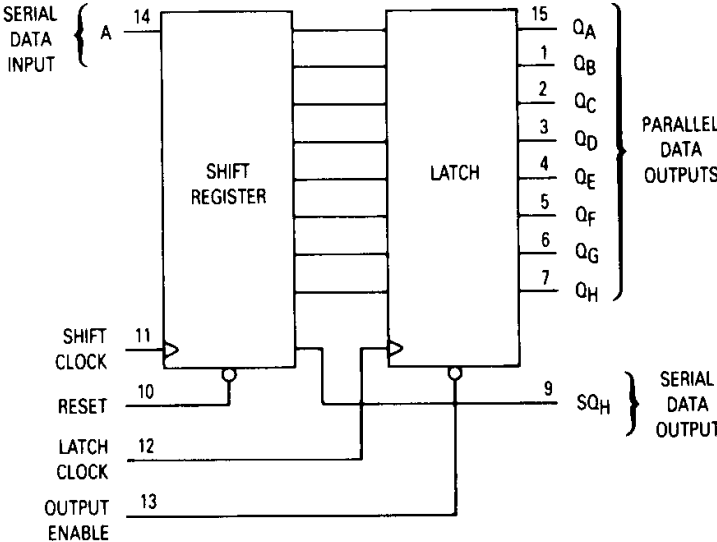 SERIAL
DATA
INPUT
A
14
SHIFT
REGISTER
LATCH
15
QA
1
QB
2
QC
3
QD
4
QE
5
QF
6
QG
7
QH
PARALLEL
DATA
OUTPUTS
SHIFT
CLOCK
11
RESET
10
LATCH
CLOCK
12
OUTPUT
ENABLE
13
9
SQH
SERIAL
DATA
OUTPUT